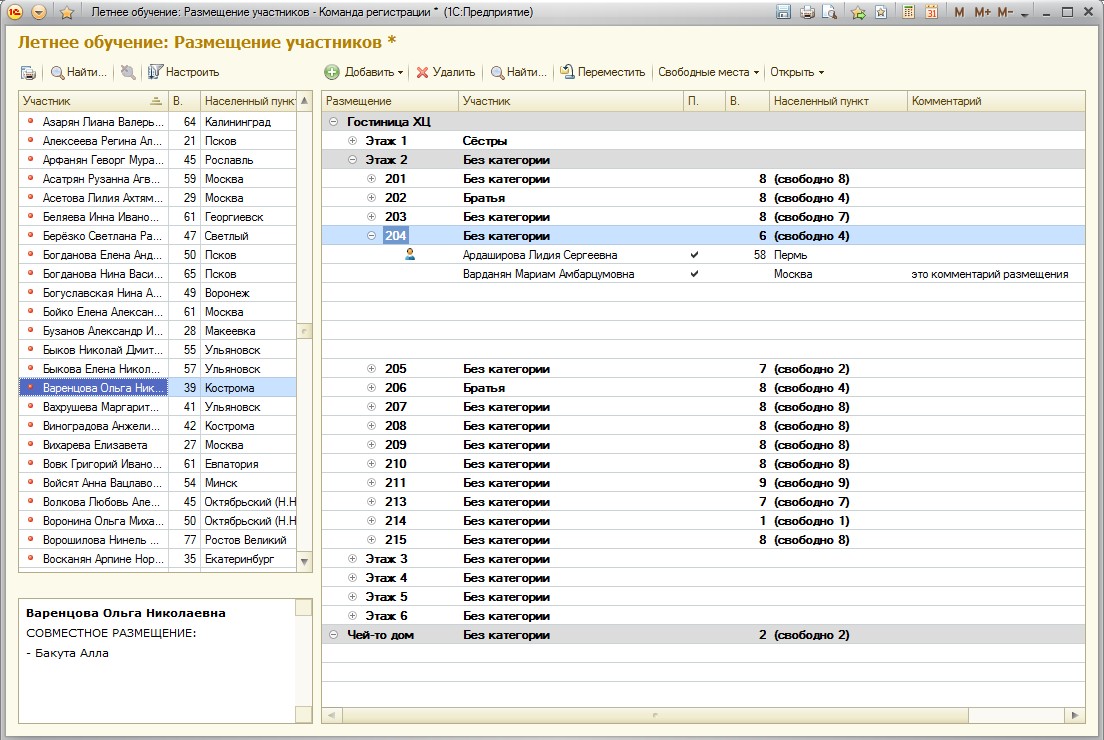 Летнее обучение: Размещение участников - Команда регистрации * (1С:Предприятие)
M M+ M-
Летнее обучение: Размещение участников *
Найти... Настроить
Добавить Удалить Найти... Переместить Свободные места Открыть
Участник В. Населенный пункт
Азарян Лиана Валерь... 64 Калининград
Алексеева Регина Ал... 21 Псков
Арфанян Геворг Мура... 45 Рославль
Асатрян Рузанна Агв... 59 Москва
Асетова Лилия Ахтям... 29 Москва
Беляева Инна Ивано... 61 Георгиевск
Берёзко Светлана Ра... 47 Светлый
Богданова Елена Анд... 50 Псков
Богданова Нина Васи... 65 Псков
Богуславская Нина А... 49 Воронеж
Бойко Елена Алексан... 61 Москва
Бузанов Александр И... 28 Макеевка
Быков Николай Дмит... 55 Ульяновск
Быкова Елена Никол... 57 Ульяновск
Варенцова Ольга Ник... 39 Кострома
Вахрушева Маргарит... 41 Ульяновск
Виноградова Анжели... 42 Кострома
Вихарева Елизавета 27 Москва
Вовк Григорий Ивано... 61 Евпатория
Войсят Анна Вацлаво... 54 Минск
Волкова Любовь Але... 45 Октябрьский (Н.Н
Воронина Ольга Миха... 50 Октябрьский (Н.Н
Ворошилова Нинель ... 77 Ростов Великий
Восканян Арпине Нор... 35 Екатеринбург
Варенцова Ольга Николаевна
СОВМЕСТНОЕ РАЗМЕЩЕНИЕ:
- Бакута Алла
Размещение Участник П. В. Населенный пункт Комментарий
Гостиница ХЦ
Этаж 1 Сёстры
Этаж 2 Без категории
201 Без категории 8 (свободно 8)
202 Братья 8 (свободно 4)
203 Без категории 8 (свободно 7)
204 Без категории 6 (свободно 4)
Ардаширова Лидия Сергеевна ✓ 58 Пермь
Варданян Мариам Амбарцумовна ✓ Москва это комментарий размещения
205 Без категории 7 (свободно 2)
206 Братья 8 (свободно 4)
207 Без категории 8 (свободно 8)
208 Без категории 8 (свободно 8)
209 Без категории 8 (свободно 8)
210 Без категории 8 (свободно 8)
211 Без категории 9 (свободно 9)
213 Без категории 7 (свободно 7)
214 Без категории 1 (свободно 1)
215 Без категории 8 (свободно 8)
Этаж 3 Без категории
Этаж 4 Без категории
Этаж 5 Без категории
Этаж 6 Без категории
Чей-то дом Без категории 2 (свободно 2)